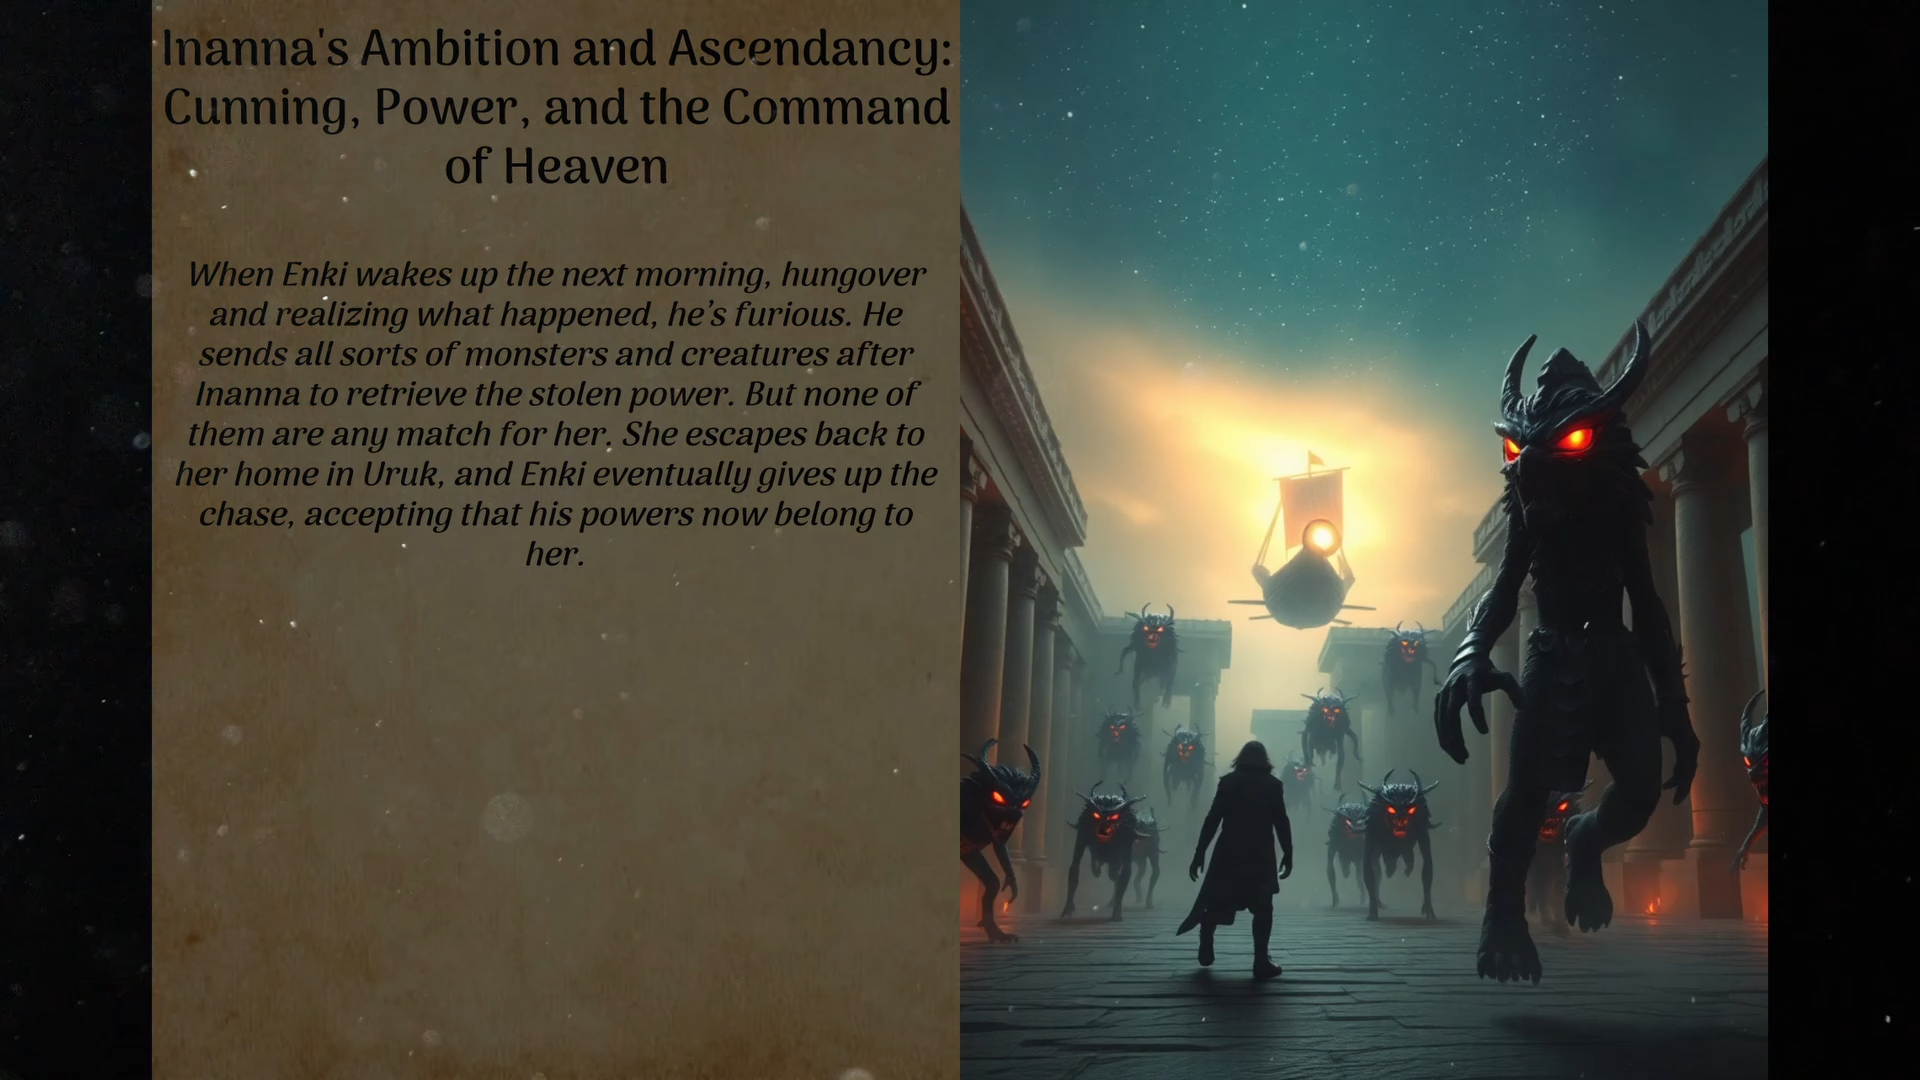 Inanna's Ambition and Ascendancy:
Cunning, Power, and the Command
of Heaven
When Enki wakes up the next morning, hungover
and realizing what happened, he’s furious. He
sends all sorts of monsters and creatures after
Inanna to retrieve the stolen power. But none of
them are any match for her. She escapes back to
her home in Uruk, and Enki eventually gives up the
chase, accepting that his powers now belong to
her.